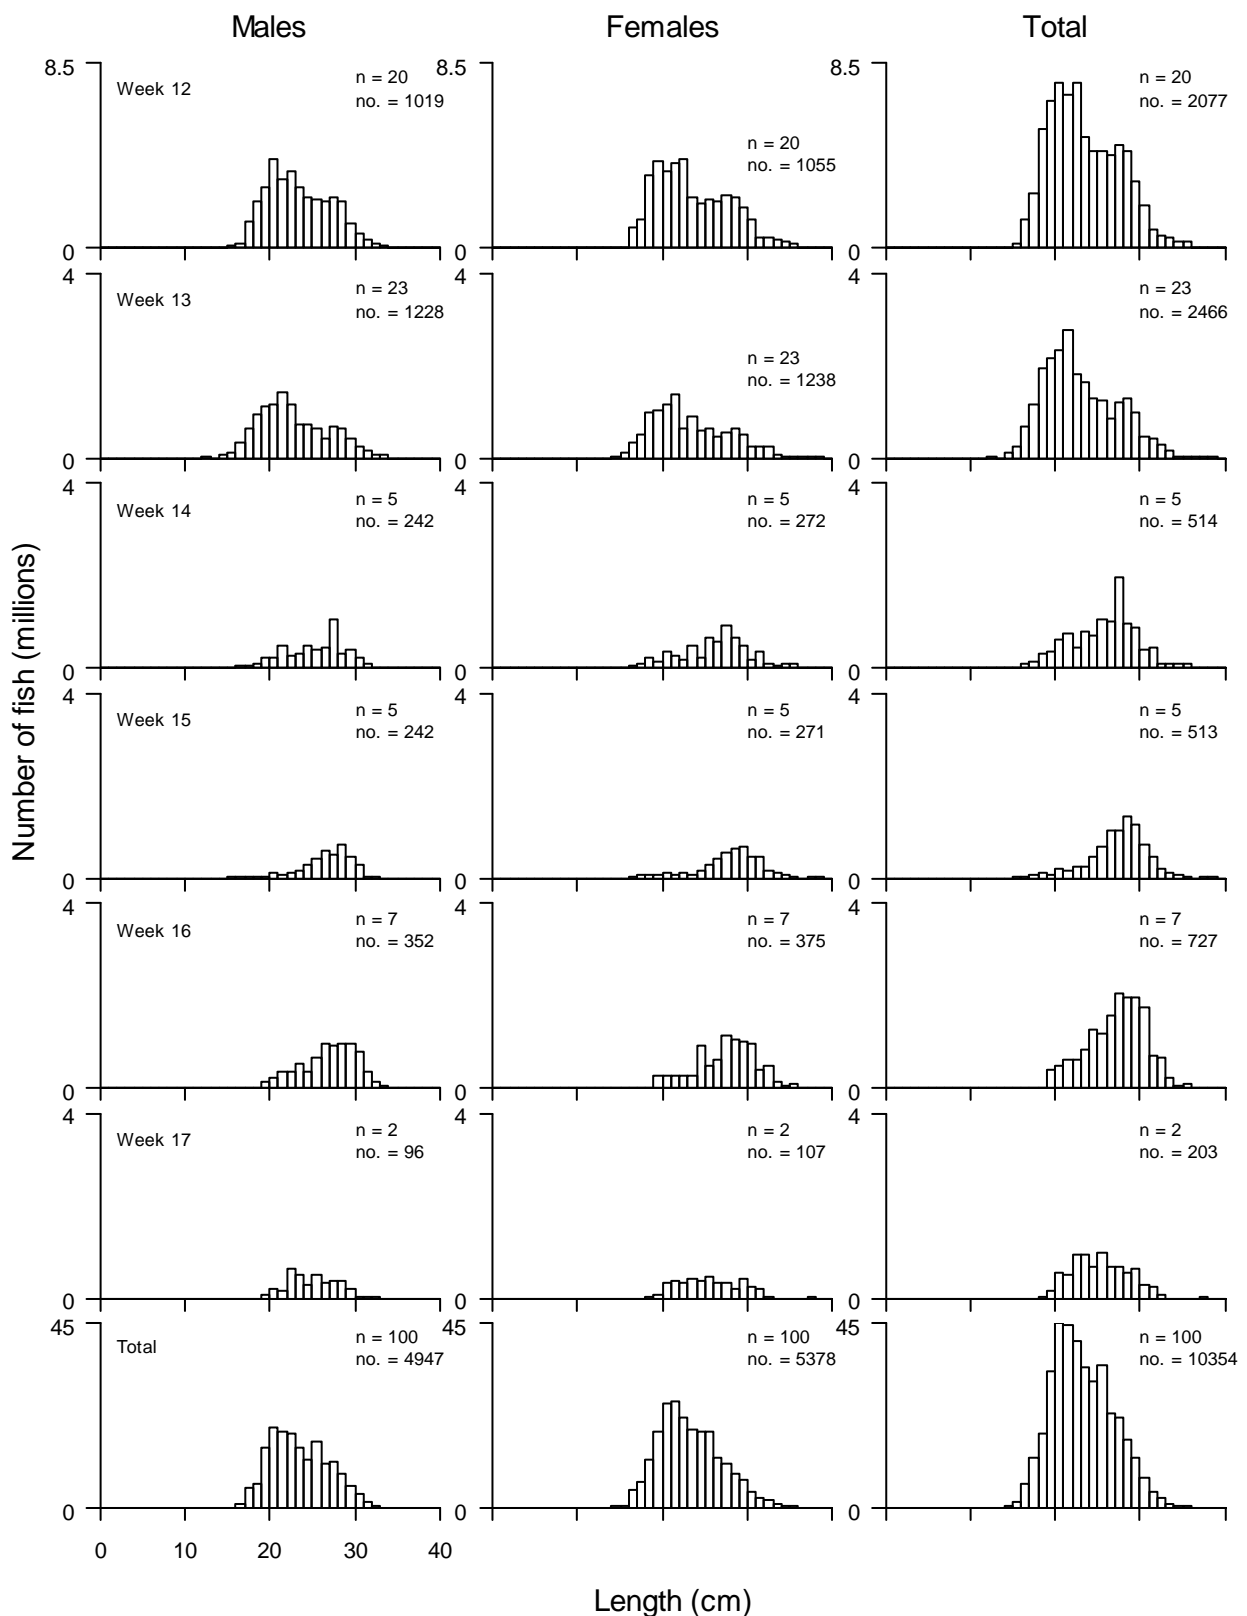 Males Females Total
8.5 8.5 8.5
Week 12 n = 20 n = 20
no. = 1019 no. = 2077
n = 20
no. = 1055
0 0 0
4 4 4
Week 13 n = 23 n = 23
no. = 1228 no. = 2466
n = 23
no. = 1238
0 0 0
4 4 4
Week 14 n = 5 n = 5 n = 5
no. = 242 no. = 272 no. = 514
0 0 0
4 4 4
Week 15 n = 5 n = 5 n = 5
no. = 242 no. = 271 no. = 513
0 0 0
4 4 4
Week 16 n = 7 n = 7 n = 7
no. = 352 no. = 375 no. = 727
0 0 0
4 4 4
Week 17 n = 2 n = 2 n = 2
no. = 96 no. = 107 no. = 203
0 0 0
45 45 45
Total n = 100 n = 100 n = 100
no. = 4947 no. = 5378 no. = 10354
0 0 0
0 10 20 30 40
Number of fish (millions)
Length (cm)